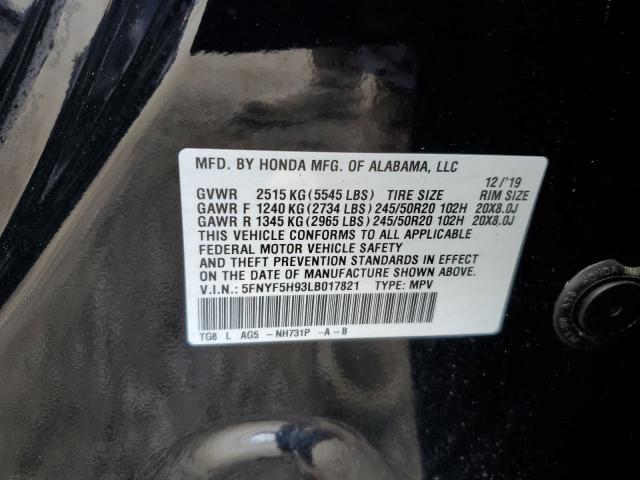 MFD. BY HONDA MFG. OF ALABAMA, LLC
12/'19
GVWR 2515 KG (5545 LBS) TIRE SIZE RIM SIZE
GAWR F 1240 KG (2734 LBS) 245/50R20 102H 20X8.0J
GAWR R 1345 KG (2965 LBS) 245/50R20 102H 20X8.0J
THIS VEHICLE CONFORMS TO ALL APPLICABLE
FEDERAL MOTOR VEHICLE SAFETY
AND THEFT PREVENTION STANDARDS IN EFFECT ON
THE DATE OF MANUFACTURE SHOWN ABOVE.
V.I.N.: 5FNYF5H93LB017821 TYPE: MPV
TG8 L AG5 -NH731P -A-B